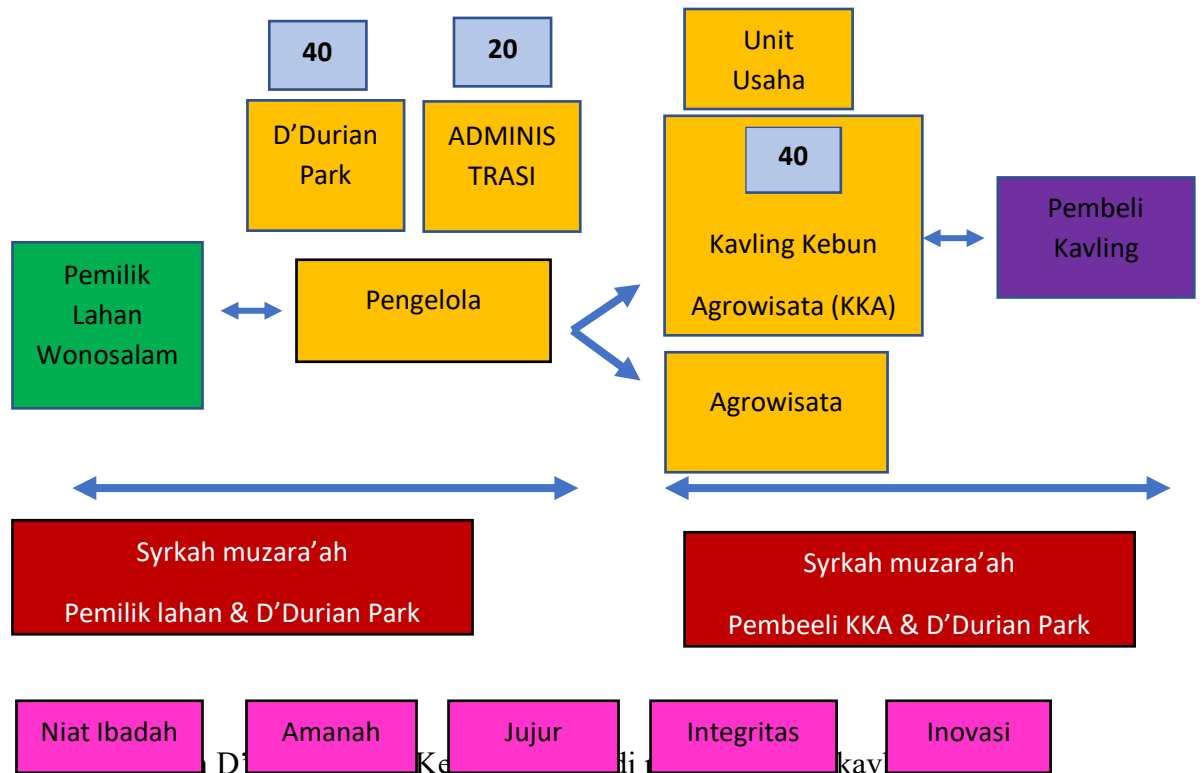 40
20
Unit
Usaha
D’Durian
Park
ADMINIS
TRASI
40
Kavling Kebun
Agrowisata (KKA)
Pembeli
Kavling
Pemilik
Lahan
Wonosalam
Pengelola
Agrowisata
Syrkah muzara’ah
Pemilik lahan & D’Durian Park
Syrkah muzara’ah
Pembeeli KKA & D’Durian Park
Niat Ibadah
Amanah
Jujur
Integritas
Inovasi